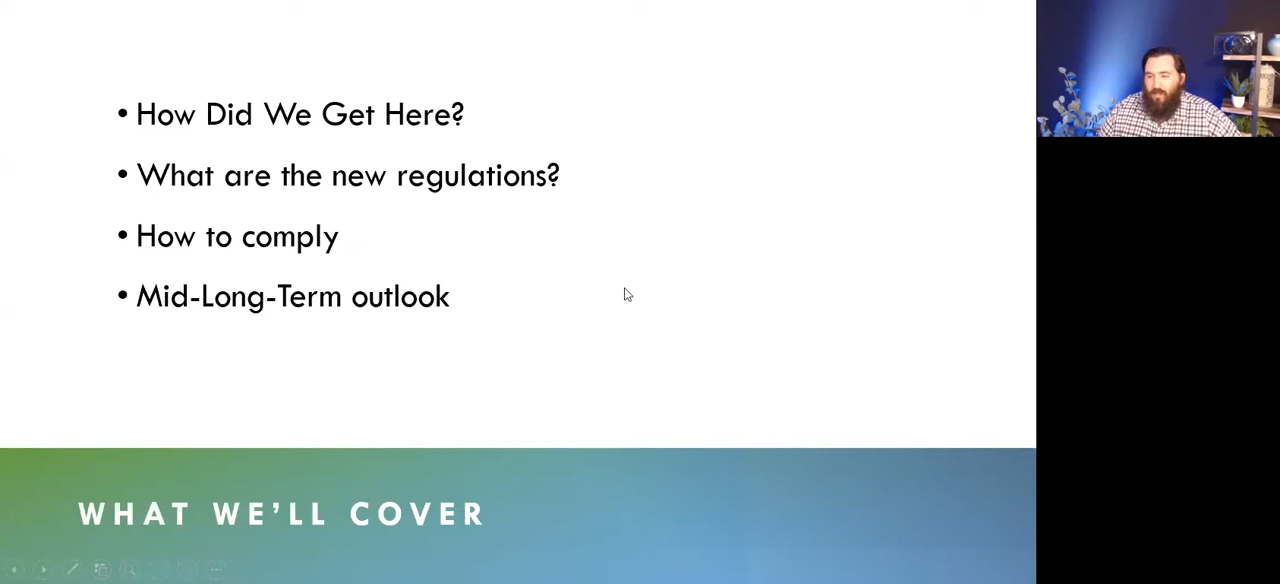 • How Did We Get Here?
• What are the new regulations?
• How to comply
• Mid-Long-Term outlook
WHAT WE’LL COVER